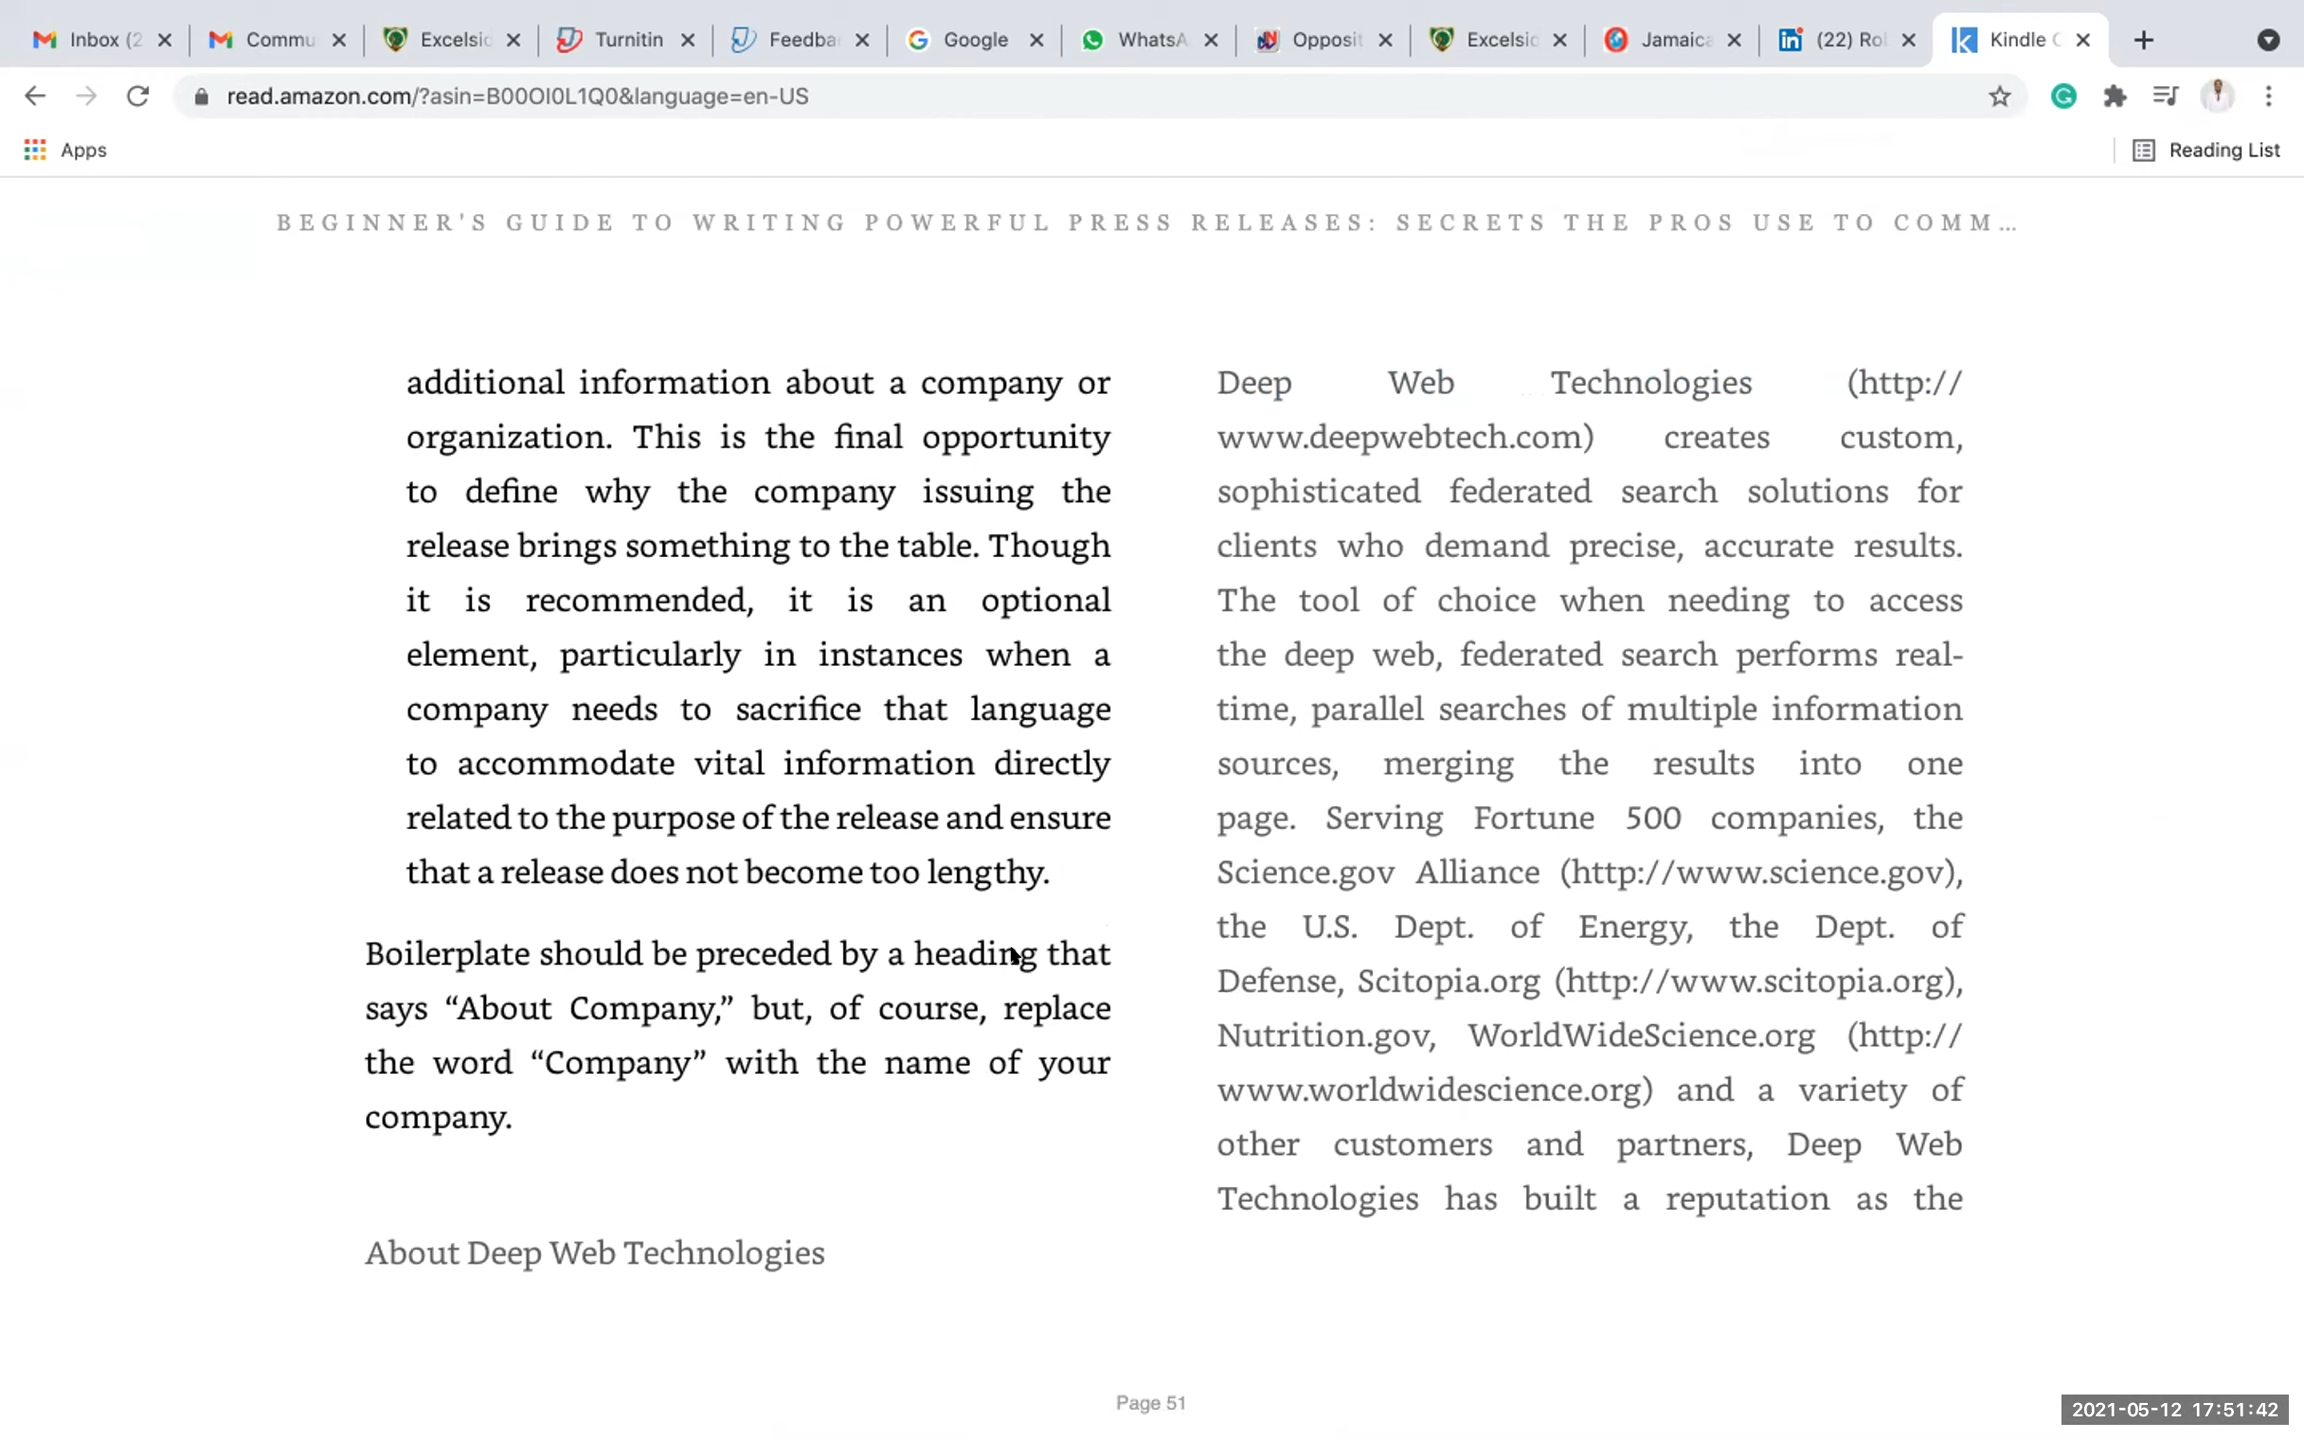 Inbox (2
Commu
Excelsio
Turnitin
Feedba
Google
WhatsA
Opposit
Excelsio
Jamaica
(22) Rol
Kindle C
read.amazon.com/?asin=B00OI0L1Q0&language=en-US
Apps
Reading List
BEGINNER'S GUIDE TO WRITING POWERFUL PRESS RELEASES: SECRETS THE PROS USE TO COMM...
additional information about a company or
organization. This is the final opportunity
to define why the company issuing the
release brings something to the table. Though
it is recommended, it is an optional
element, particularly in instances when a
company needs to sacrifice that language
to accommodate vital information directly
related to the purpose of the release and ensure
that a release does not become too lengthy.
Boilerplate should be preceded by a heading that
says “About Company,” but, of course, replace
the word “Company” with the name of your
company.
About Deep Web Technologies
Deep Web Technologies (http://
www.deepwebtech.com) creates custom,
sophisticated federated search solutions for
clients who demand precise, accurate results.
The tool of choice when needing to access
the deep web, federated search performs real-
time, parallel searches of multiple information
sources, merging the results into one
page. Serving Fortune 500 companies, the
Science.gov Alliance (http://www.science.gov),
the U.S. Dept. of Energy, the Dept. of
Defense, Scitopia.org (http://www.scitopia.org),
Nutrition.gov, WorldWideScience.org (http://
www.worldwidescience.org) and a variety of
other customers and partners, Deep Web
Technologies has built a reputation as the
Page 51
2021-05-12 17:51:42